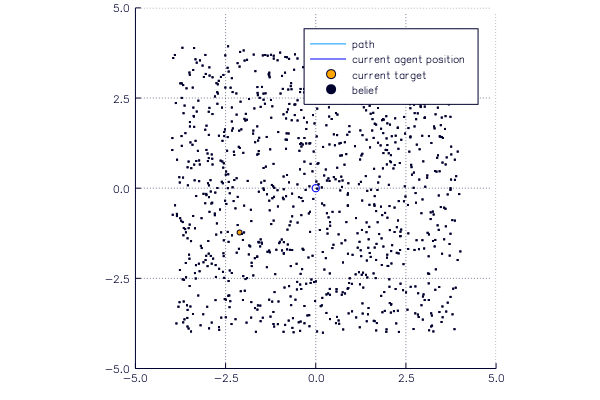 5.0
path
current agent position
current target
belief
2.5
0.0
−2.5
−5.0
−5.0 −2.5 0.0 2.5 5.0